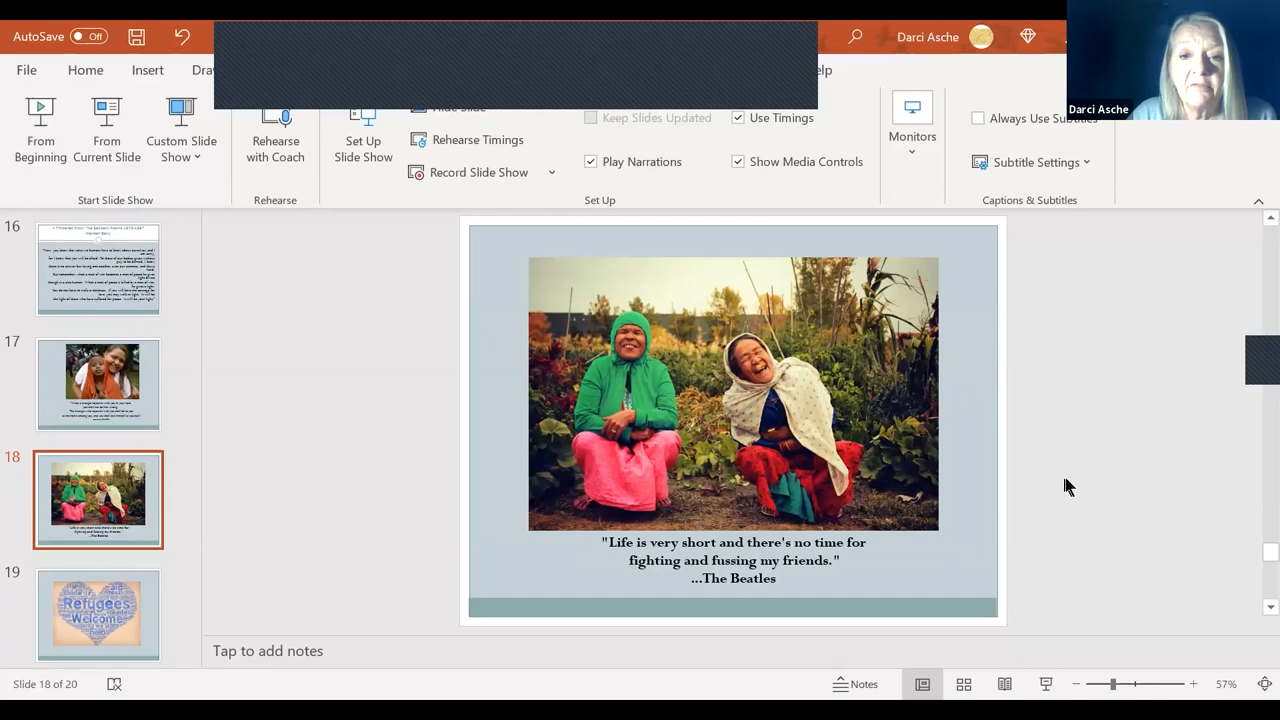 AutoSave Off
Darci Asche
File Home Insert
Darci Asche
From Beginning
From Current Slide
Custom Slide Show
Rehearse with Coach
Set Up Slide Show
Rehearse Timings
Record Slide Show
Keep Slides Updated
Play Narrations
Use Timings
Show Media Controls
Monitors
Always Use Subtitles
Subtitle Settings
Start Slide Show
Rehearse
Set Up
Captions & Subtitles
16
17
18
19
Refugees
Welcome
"Life is very short and there's no time for
fighting and fussing my friends."
...The Beatles
Tap to add notes
Slide 18 of 20
Notes
57%